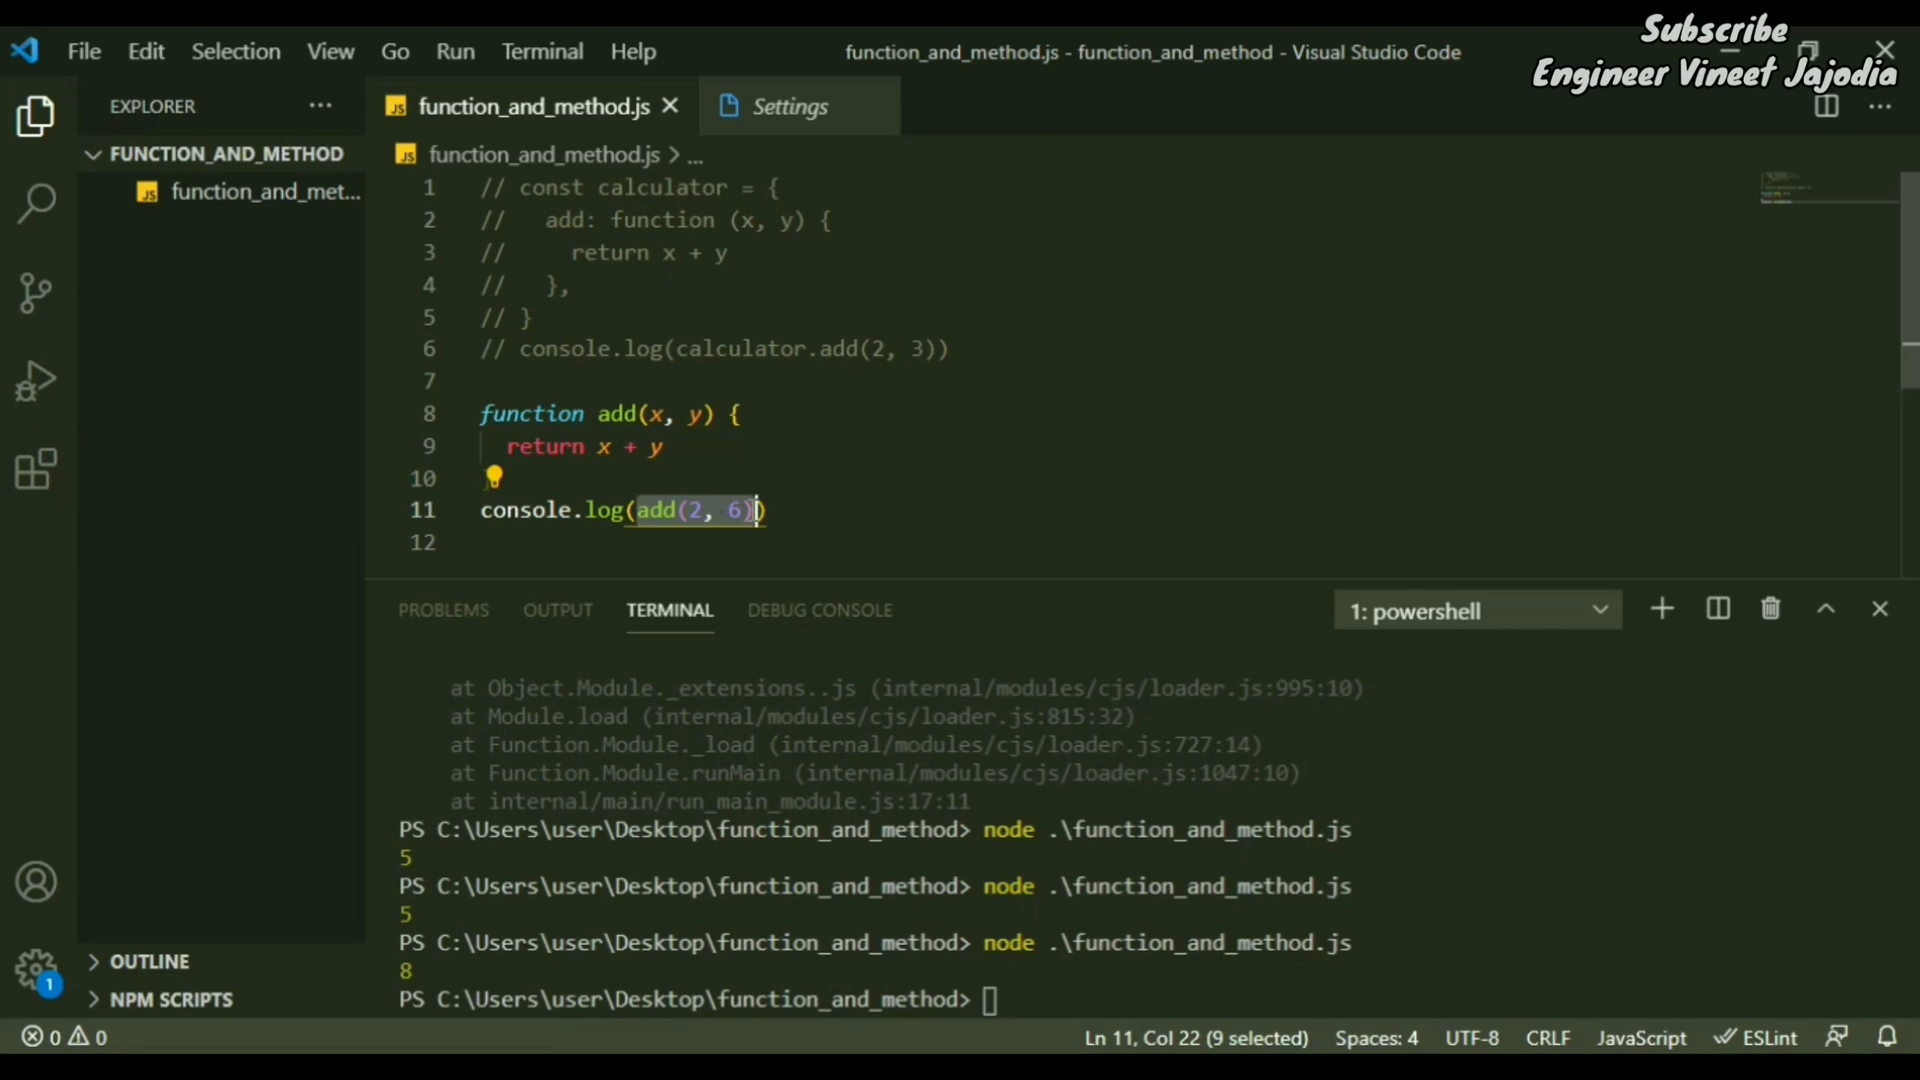 Subscribe
Engineer Vineet Jajodia
File Edit Selection View Go Run Terminal Help
function_and_method.js - function_and_method - Visual Studio Code
EXPLORER
function_and_method.js
Settings
FUNCTION_AND_METHOD
function_and_met...
function_and_method.js > ...
1 // const calculator = {
2 //   add: function (x, y) {
3 //     return x + y
4 //   },
5 // }
6 // console.log(calculator.add(2, 3))
7
8 function add(x, y) {
9   return x + y
10
11 console.log(add(2, 6))
12
PROBLEMS OUTPUT TERMINAL DEBUG CONSOLE
1: powershell
at Object.Module._extensions..js (internal/modules/cjs/loader.js:995:10)
at Module.load (internal/modules/cjs/loader.js:815:32)
at Function.Module._load (internal/modules/cjs/loader.js:727:14)
at Function.Module.runMain (internal/modules/cjs/loader.js:1047:10)
at internal/main/run_main_module.js:17:11
PS C:\Users\user\Desktop\function_and_method> node .\function_and_method.js
5
PS C:\Users\user\Desktop\function_and_method> node .\function_and_method.js
5
PS C:\Users\user\Desktop\function_and_method> node .\function_and_method.js
8
PS C:\Users\user\Desktop\function_and_method>
OUTLINE
NPM SCRIPTS
1
0 0
Ln 11, Col 22 (9 selected) Spaces: 4 UTF-8 CRLF JavaScript ESLint